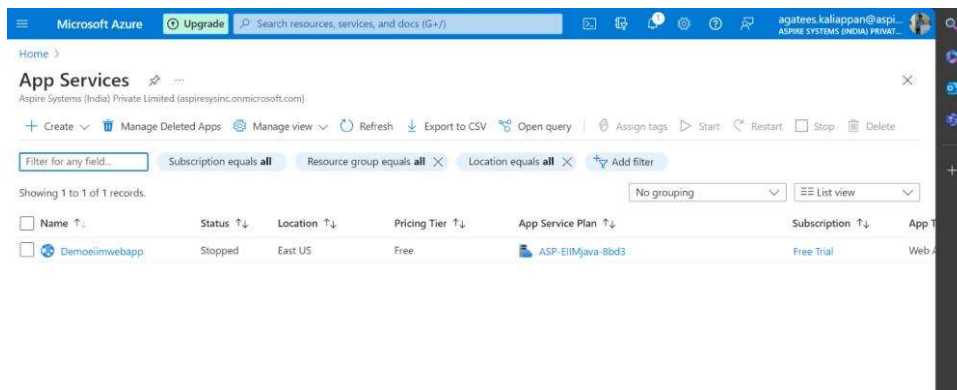 Microsoft Azure Upgrade Search resources, services, and docs (G+/) 1 agatees.kaliappan@aspi...
ASPIRE SYSTEMS (INDIA) PRIVAT...
Home >
App Services ...
Aspire Systems (India) Private Limited (aspiresysinc.onmicrosoft.com)
+ Create Manage Deleted Apps Manage view Refresh Export to CSV Open query Assign tags Start Restart Stop Delete
Filter for any field... Subscription equals all Resource group equals all Location equals all Add filter
Showing 1 to 1 of 1 records. No grouping List view
Name Status Location Pricing Tier App Service Plan Subscription App T
Demoeiimwebapp Stopped East US Free ASP-EIIMjava-8bd3 Free Trial Web A